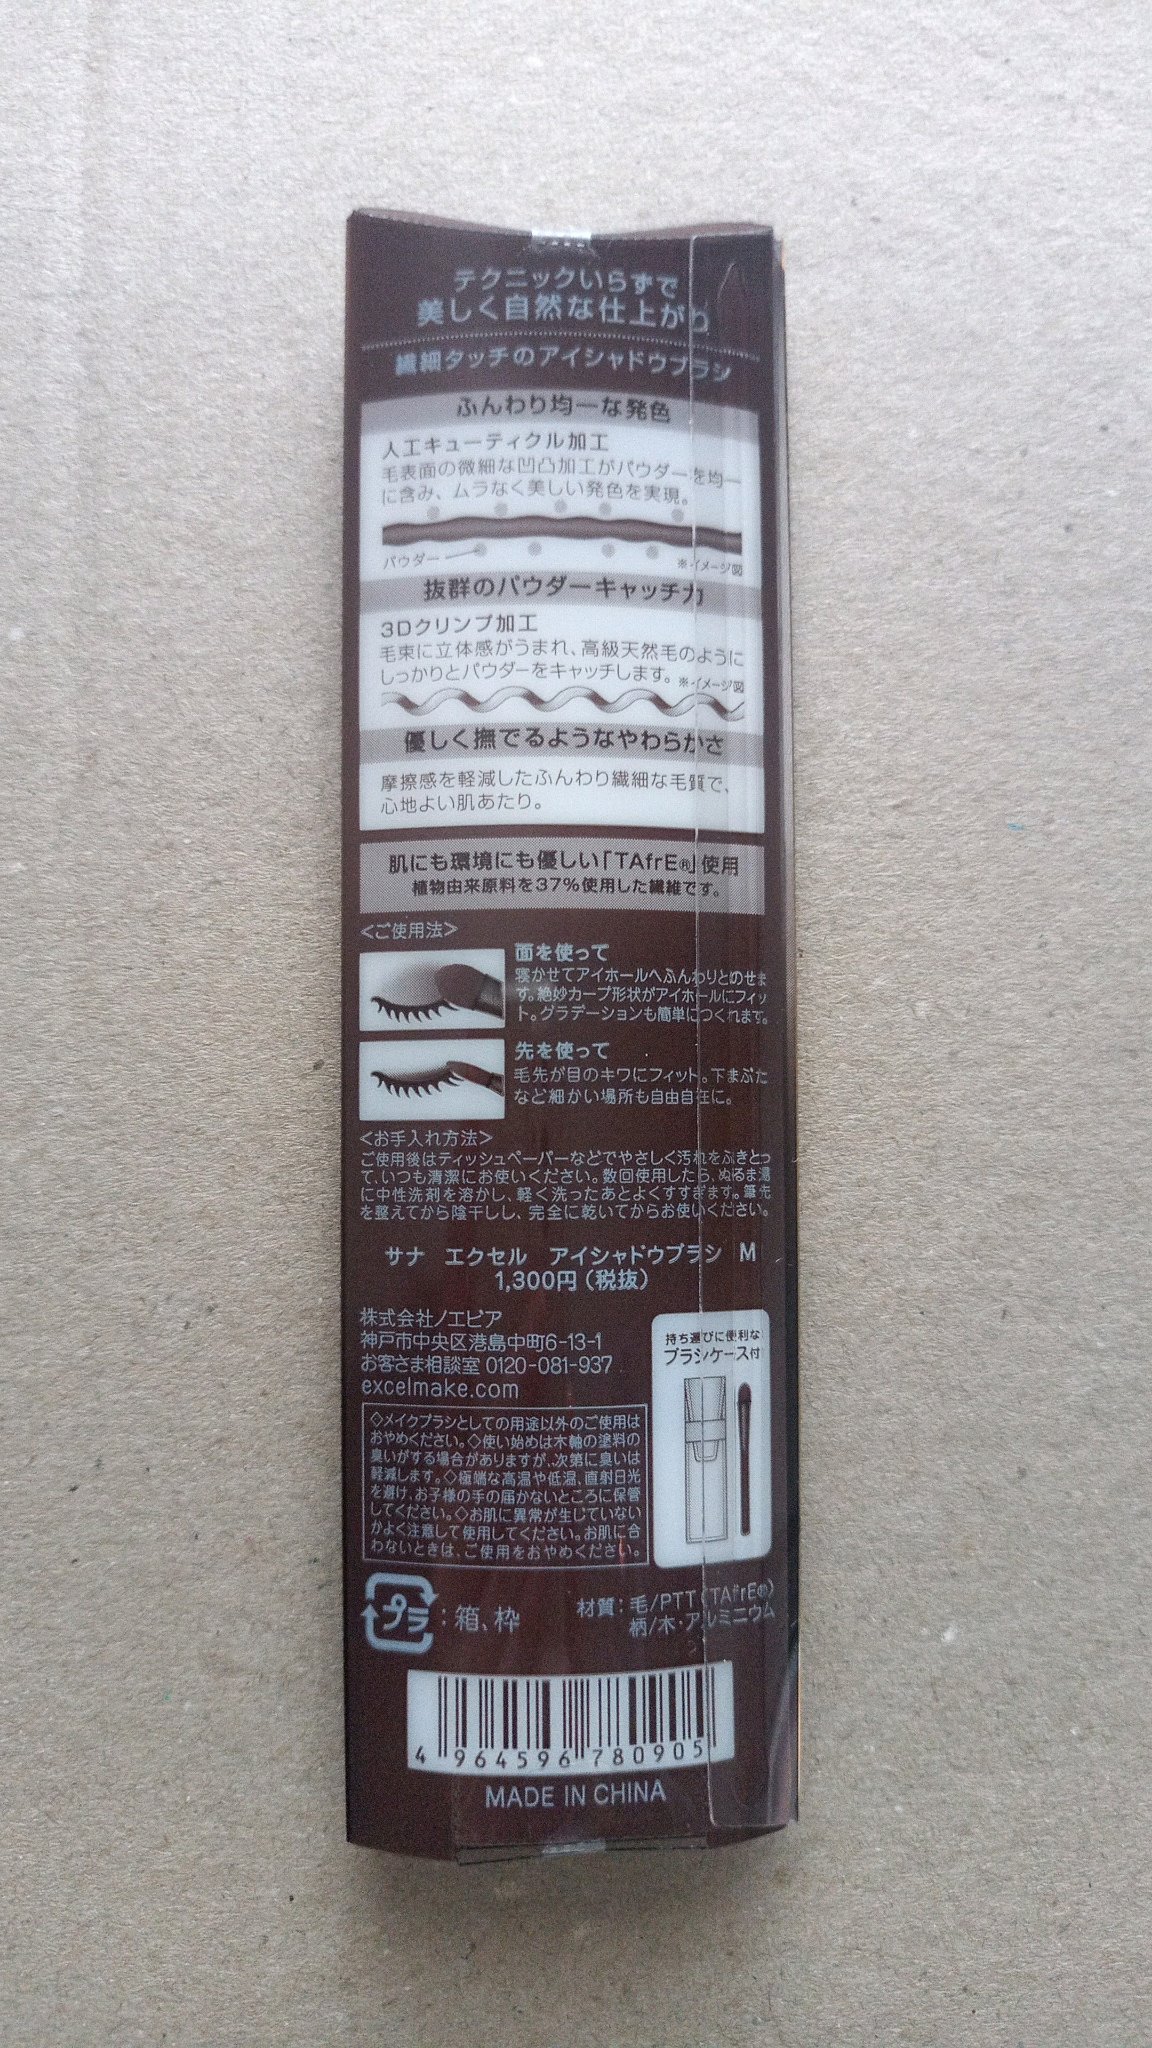 テクニックいらずで
美しく自然な仕上がり
繊細タッチのアイシャドウブラシ
ふんわり均一な発色
人工キューティクル加工
毛表面の微細な凹凸加工がパウダーを均一
に含み、ムラなく美しい発色を実現。
パウダー
※イメージ図
抜群のパウダーキャッチ力
3Dクリンプ加工
毛束に立体感がうまれ、高級天然毛のように
しっかりとパウダーをキャッチします。※イメージ図
優しく撫でるようなやわらかさ
摩擦感を軽減したふんわり繊細な毛質で、
心地よい肌あたり。
肌にも環境にも優しい「TAfrE®」使用
植物由来原料を37%使用した繊維です。
<ご使用法>
面を使って
寝かせてアイホールへふんわりとのせま
す。絶妙カーブ形状がアイホールにフィッ
ト。グラデーションも簡単につくれます。
先を使って
毛先が目のキワにフィット。下まぶた
など細かい場所も自由自在に。
<お手入れ方法>
ご使用後はティッシュペーパーなどでやさしく汚れをふきとっ
て、いつも清潔にお使いください。数回使用したら、ぬるま湯
に中性洗剤を溶かし、軽く洗ったあとよくすすぎます。筆先
を整えてから陰干しし、完全に乾いてからお使いください。
サナ エクセル アイシャドウブラシ M
1,300円(税抜)
株式会社ノエビア
神戸市中央区港島中町6-13-1
お客さま相談室 0120-081-937
excelmake.com
◇メイクブラシとしての用途以外のご使用は
おやめください。◇使い始めは木軸の塗料の
臭いがする場合がありますが、次第に臭いは
軽減します。◇極端な高温や低温、直射日光
を避け、お子様の手の届かないところに保管
してください。◇お肌に異常が生じていない
かよく注意して使用してください。お肌に合
わないときは、ご使用をおやめください。
持ち運びに便利な
ブラシケース付
プラ:箱、枠
材質:毛/PTT(TAfrE®)
柄/木・アルミニウム
4 964596 780905
MADE IN CHINA